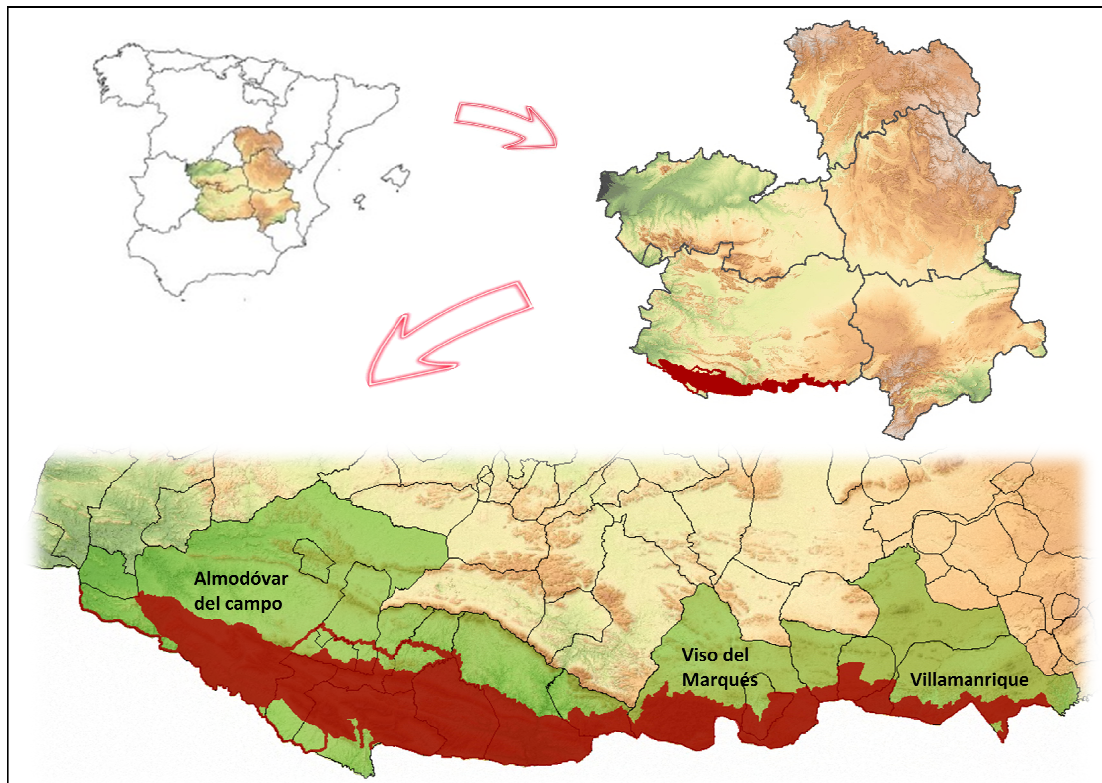 Almodóvar
del campo
Viso del
Marqués
Villamanrique